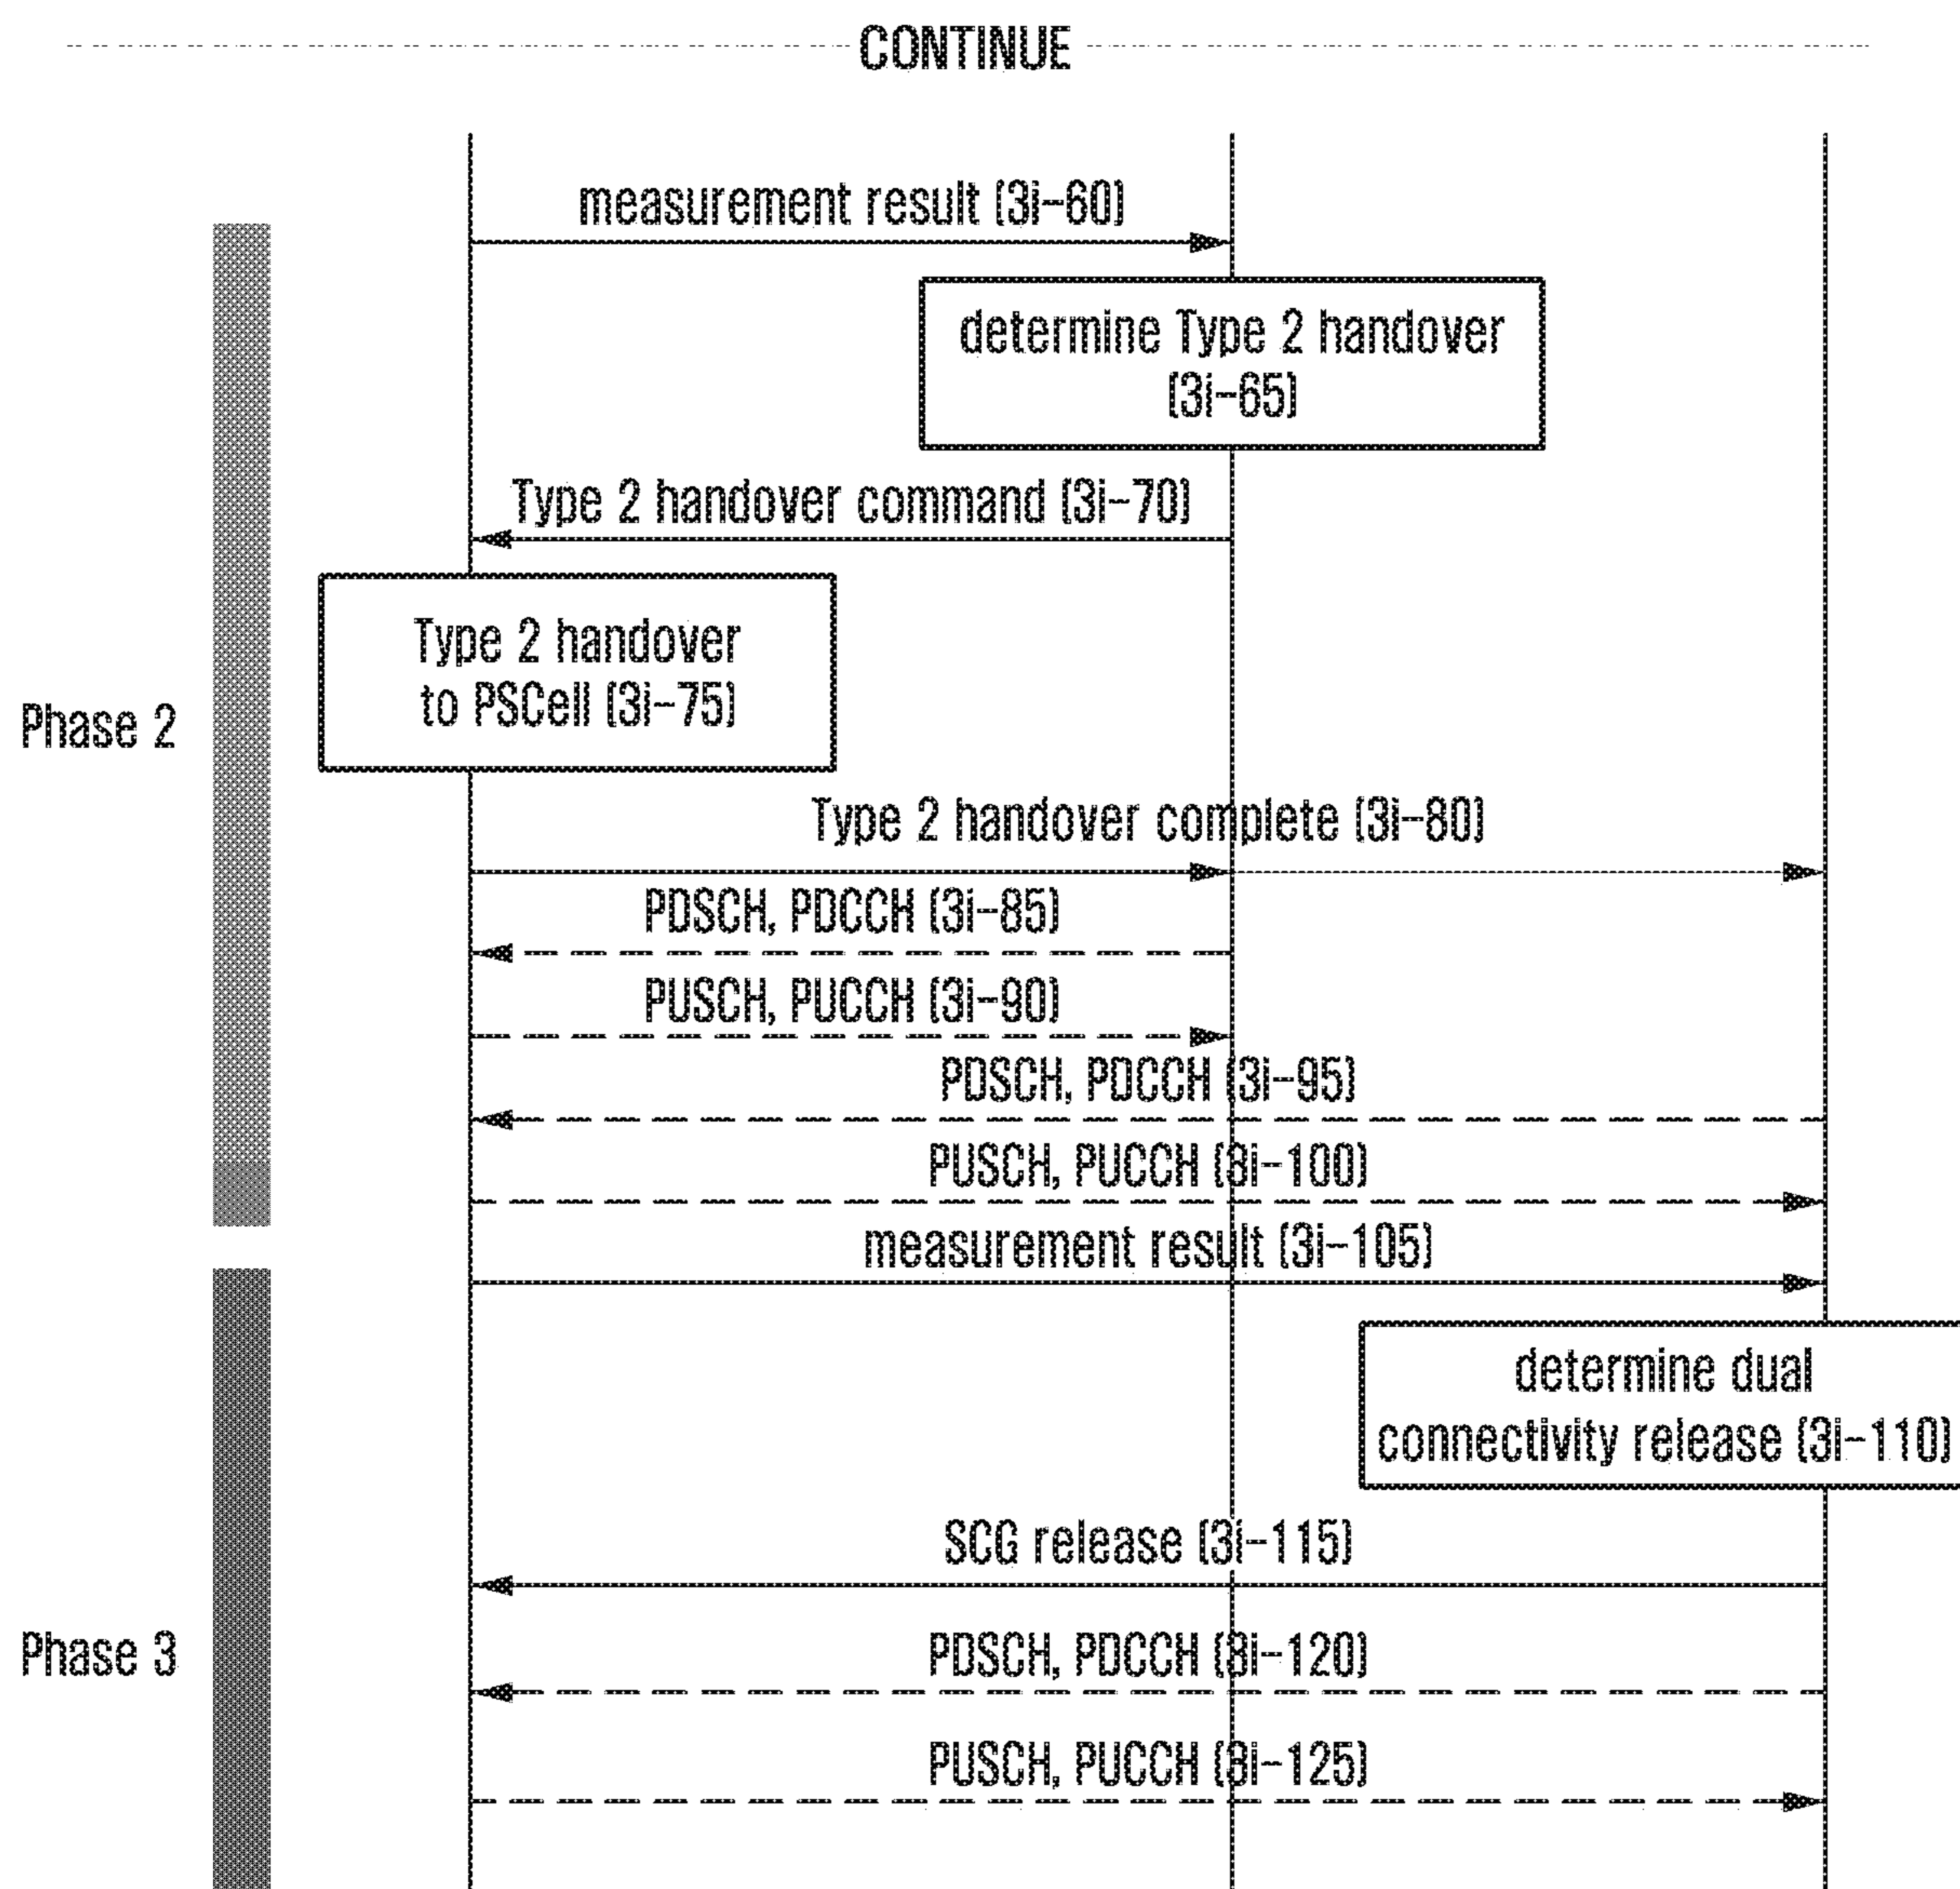 CONTINUE
measurement result (3i-60)
determine Type 2 handover
(3i-65)
Type 2 handover command (3i-70)
Type 2 handover
to PSCell (3i-75)
Phase 2
Type 2 handover complete (3i-80)
PDSCH, PDCCH (3i-85)
PUSCH, PUCCH (3i-90)
PDSCH, PDCCH (3i-95)
PUSCH, PUCCH (3i-100)
measurement result (3i-105)
determine dual
connectivity release (3i-110)
SCG release (3i-115)
Phase 3
PDSCH, PDCCH (3i-120)
PUSCH, PUCCH (3i-125)